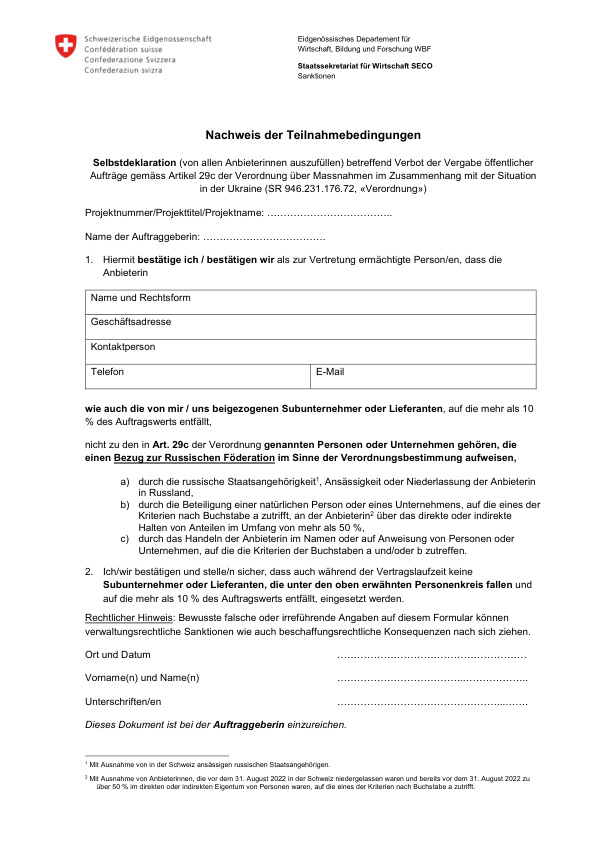 Schweizerische Eidgenossenschaft
Confédération suisse
Confederazione Svizzera
Confederaziun svizra
Eidgenössisches Departement für
Wirtschaft, Bildung und Forschung WBF
Staatssekretariat für Wirtschaft SECO
Sanktionen
Nachweis der Teilnahmebedingungen
Selbstdeklaration (von allen Anbieterinnen auszufüllen) betreffend Verbot der Vergabe öffentlicher
Aufträge gemäss Artikel 29c der Verordnung über Massnahmen im Zusammenhang mit der Situation
in der Ukraine (SR 946.231.176.72, «Verordnung»)
Projektnummer/Projekttitel/Projektname: ………………………………..
Name der Auftraggeberin: ………………………………
1. Hiermit bestätige ich / bestätigen wir als zur Vertretung ermächtigte Person/en, dass die
Anbieterin
Name und Rechtsform
Geschäftsadresse
Kontaktperson
Telefon E-Mail
wie auch die von mir / uns beigezogenen Subunternehmer oder Lieferanten, auf die mehr als 10
% des Auftragswerts entfällt,
nicht zu den in Art. 29c der Verordnung genannten Personen oder Unternehmen gehören, die
einen Bezug zur Russischen Föderation im Sinne der Verordnungsbestimmung aufweisen,
a) durch die russische Staatsangehörigkeit¹, Ansässigkeit oder Niederlassung der Anbieterin
in Russland,
b) durch die Beteiligung einer natürlichen Person oder eines Unternehmens, auf die eines der
Kriterien nach Buchstabe a zutrifft, an der Anbieterin² über das direkte oder indirekte
Halten von Anteilen im Umfang von mehr als 50 %,
c) durch das Handeln der Anbieterin im Namen oder auf Anweisung von Personen oder
Unternehmen, auf die die Kriterien der Buchstaben a und/oder b zutreffen.
2. Ich/wir bestätigen und stelle/n sicher, dass auch während der Vertragslaufzeit keine
Subunternehmer oder Lieferanten, die unter den oben erwähnten Personenkreis fallen und
auf die mehr als 10 % des Auftragswerts entfällt, eingesetzt werden.
Rechtlicher Hinweis: Bewusste falsche oder irreführende Angaben auf diesem Formular können
verwaltungsrechtliche Sanktionen wie auch beschaffungsrechtliche Konsequenzen nach sich ziehen.
Ort und Datum ……………………………………………….
Vorname(n) und Name(n) ……………………………..……………..
Unterschriften/en ………………………………………..…….
Dieses Dokument ist bei der Auftraggeberin einzureichen.
¹ Mit Ausnahme von in der Schweiz ansässigen russischen Staatsangehörigen.
² Mit Ausnahme von Anbieterinnen, die vor dem 31. August 2022 in der Schweiz niedergelassen waren und bereits vor dem 31. August 2022 zu
über 50 % im direkten oder indirekten Eigentum von Personen waren, auf die eines der Kriterien nach Buchstabe a zutrifft.